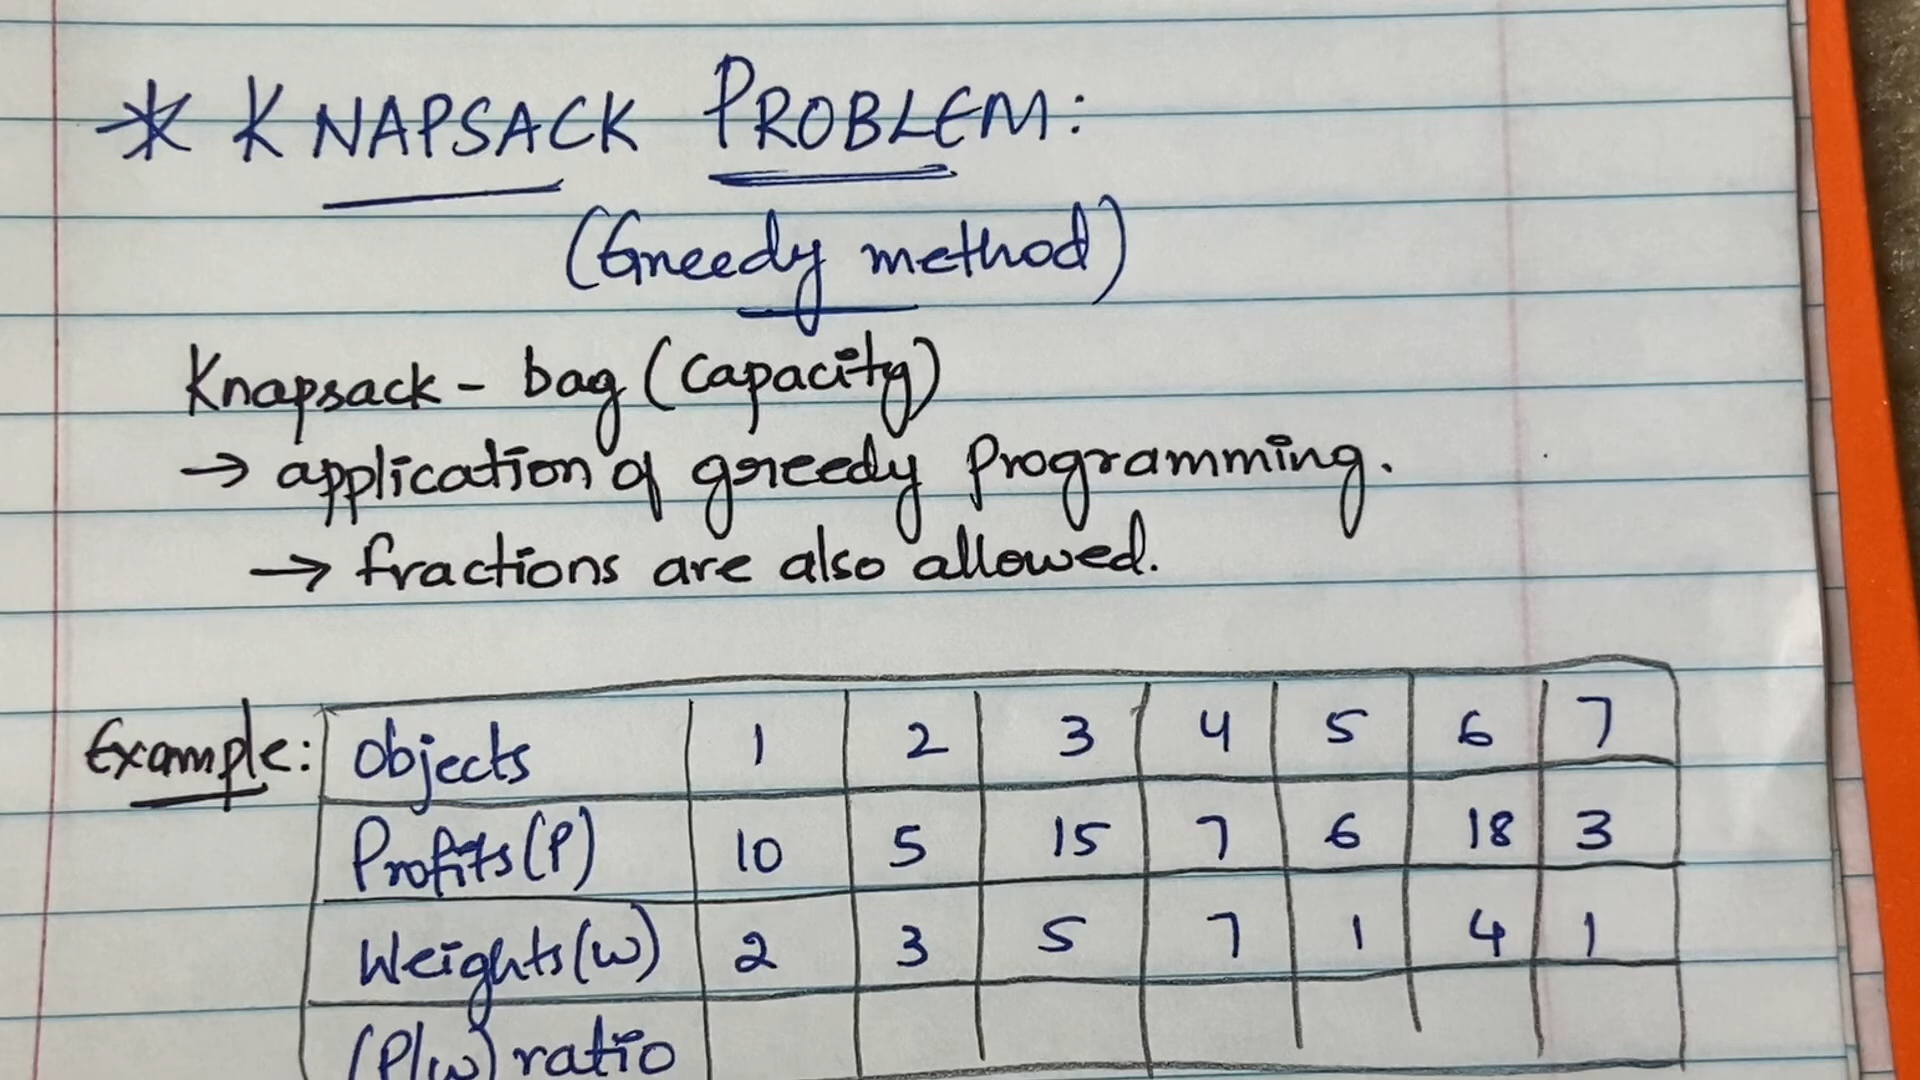 * KNAPSACK PROBLEM:
(Greedy method)
Knapsack - bag (capacity)
→ application of greedy programming.
→ fractions are also allowed.
Example: Objects 1 2 3 4 5 6 7
Profits (P) 10 5 15 7 6 18 3
Weights (w) 2 3 5 7 1 4 1
(P/w) ratio